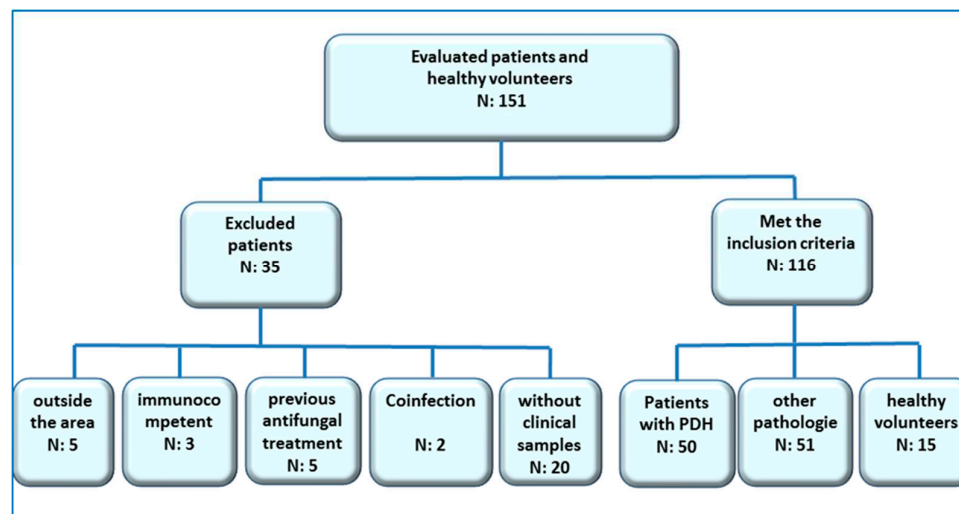 Evaluated patients and
healthy volunteers
N: 151
Excluded
patients
N: 35
Met the
inclusion criteria
N: 116
outside
the area
N: 5
immunoco
mpetent
N: 3
previous
antifungal
treatment
N: 5
Coinfection
N: 2
without
clinical
samples
N: 20
Patients
with PDH
N: 50
other
pathologie
N: 51
healthy
volunteers
N: 15